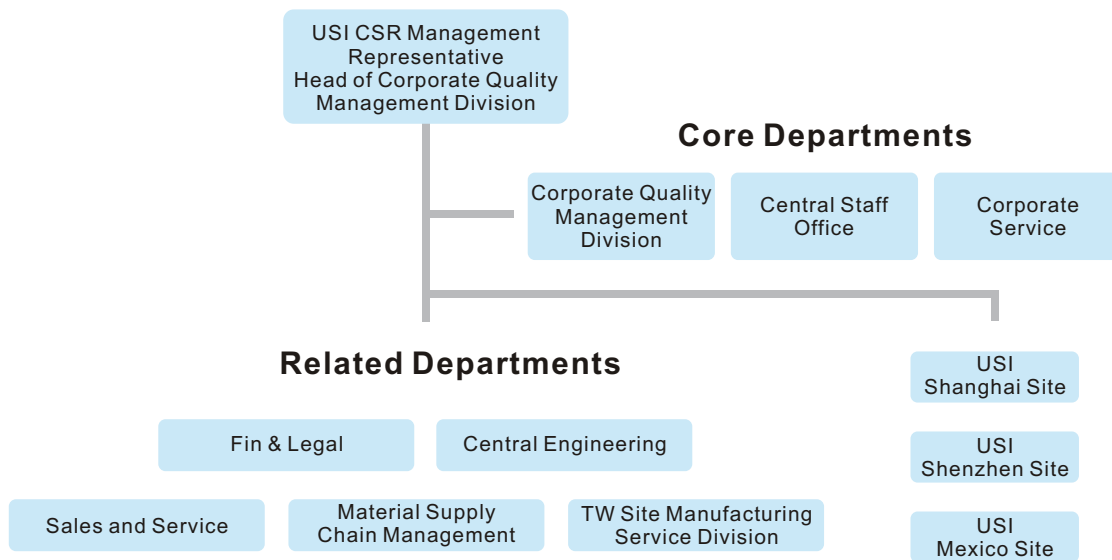 USI CSR Management
Representative
Head of Corporate Quality
Management Division
Core Departments
Corporate Quality
Management
Division
Central Staff
Office
Corporate
Service
Related Departments
Fin & Legal
Central Engineering
Sales and Service
Material Supply
Chain Management
TW Site Manufacturing
Service Division
USI
Shanghai Site
USI
Shenzhen Site
USI
Mexico Site